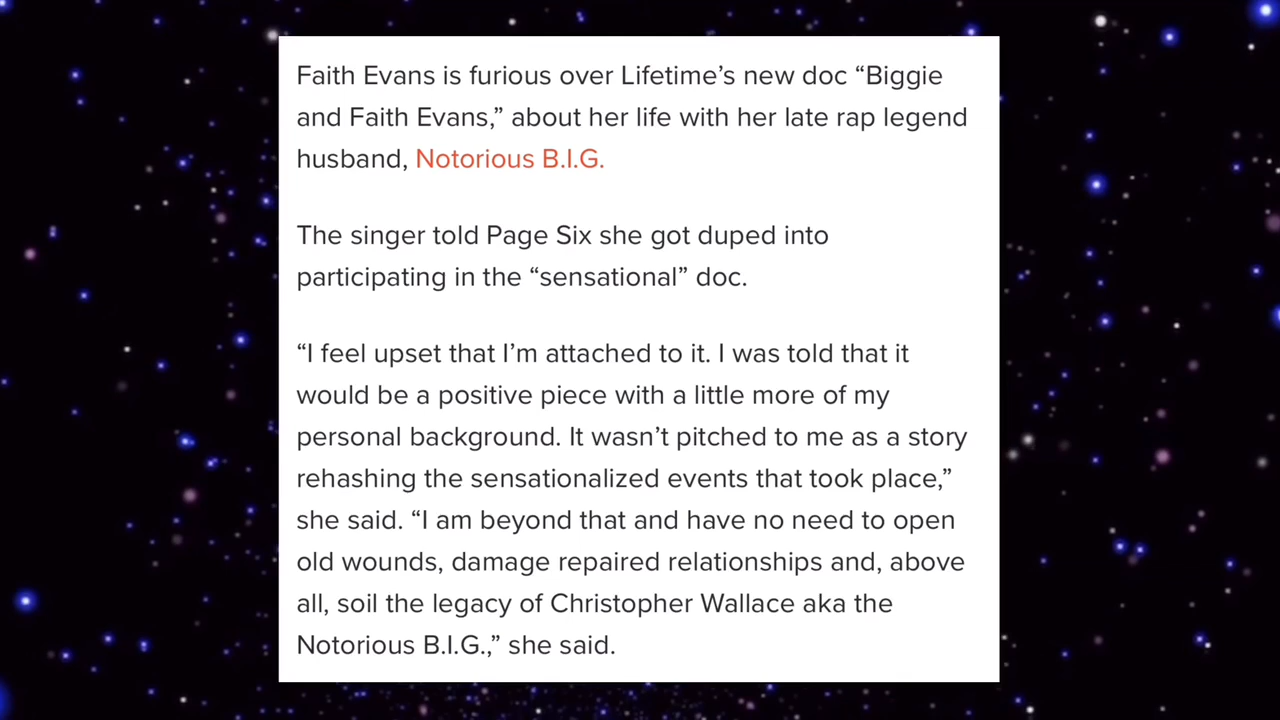 Faith Evans is furious over Lifetime’s new doc “Biggie
and Faith Evans,” about her life with her late rap legend
husband, Notorious B.I.G.
The singer told Page Six she got duped into
participating in the “sensational” doc.
“I feel upset that I’m attached to it. I was told that it
would be a positive piece with a little more of my
personal background. It wasn’t pitched to me as a story
rehashing the sensationalized events that took place,”
she said. “I am beyond that and have no need to open
old wounds, damage repaired relationships and, above
all, soil the legacy of Christopher Wallace aka the
Notorious B.I.G.,” she said.